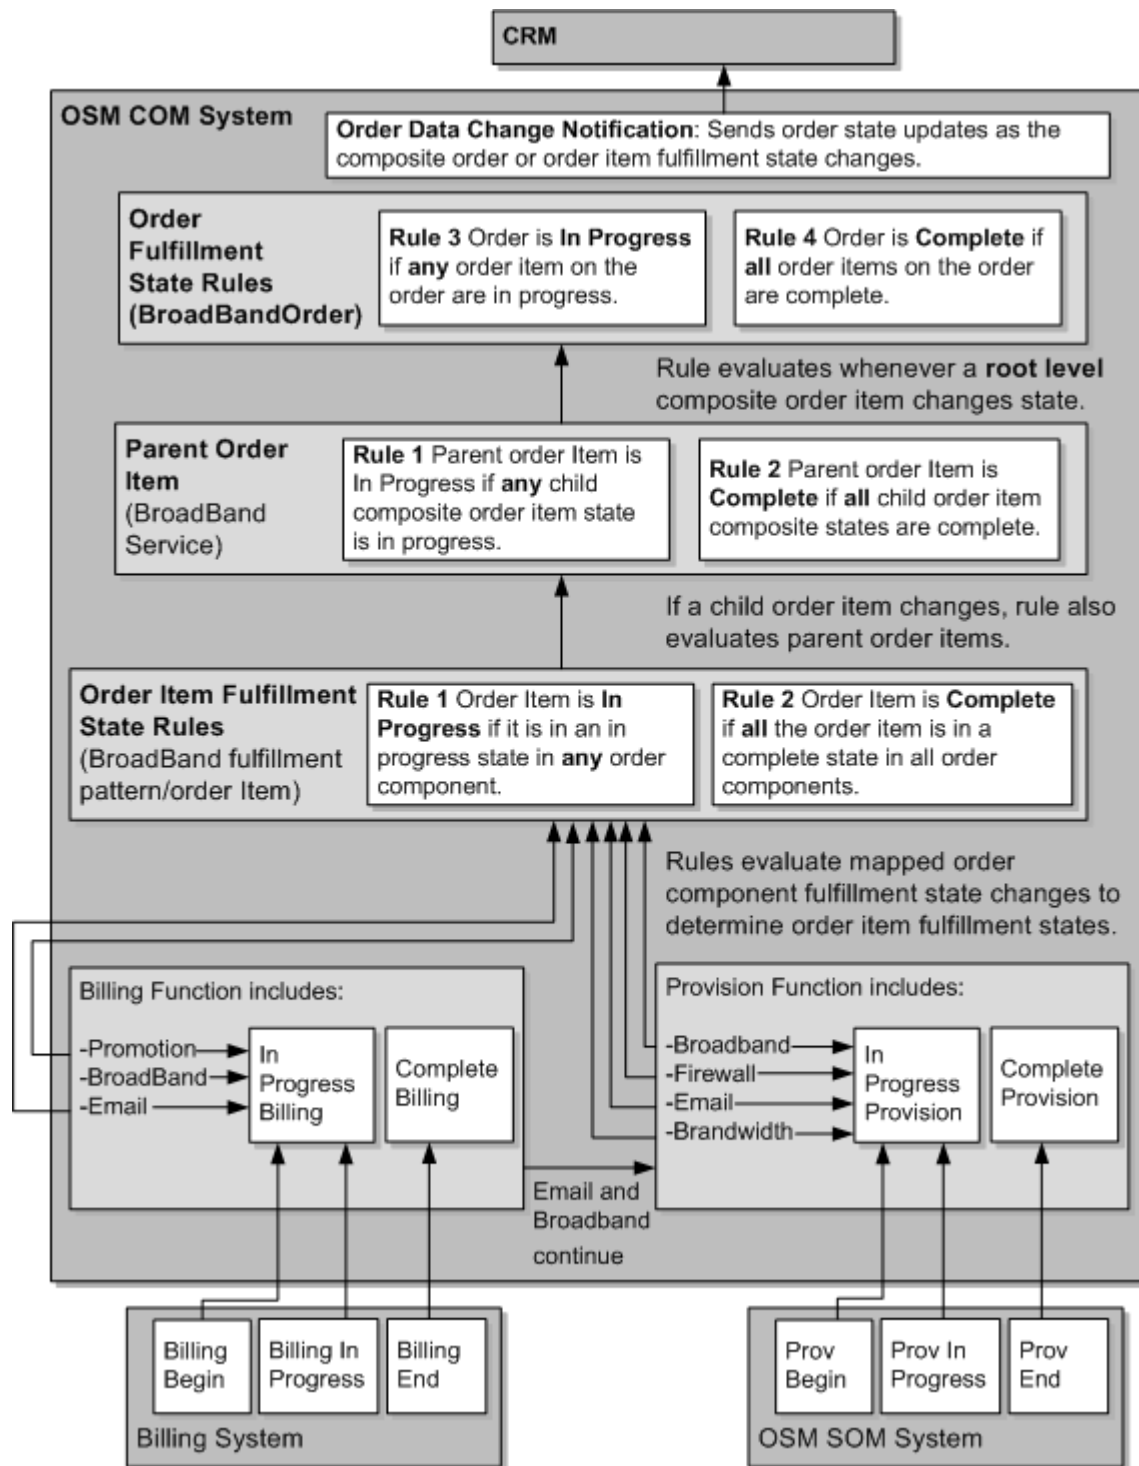 CRM
OSM COM System
Order Data Change Notification: Sends order state updates as the
composite order or order item fulfillment state changes.
Order
Fulfillment
State Rules
(BroadBandOrder)
Rule 3 Order is In Progress
if any order item on the
order are in progress.
Rule 4 Order is Complete if
all order items on the order
are complete.
Rule evaluates whenever a root level
composite order item changes state.
Parent Order
Item
(BroadBand
Service)
Rule 1 Parent order Item is
In Progress if any child
composite order item state
is in progress.
Rule 2 Parent order Item is
Complete if all child order item
composite states are complete.
If a child order item changes, rule also
evaluates parent order items.
Order Item Fulfillment
State Rules
(BroadBand fulfillment
pattern/order Item)
Rule 1 Order Item is In
Progress if it is in an in
progress state in any order
component.
Rule 2 Order Item is Complete
if all the order item is in a
complete state in all order
components.
Rules evaluate mapped order
component fulfillment state changes to
determine order item fulfillment states.
Billing Function includes:
-Promotion
-BroadBand
-Email
In
Progress
Billing
Complete
Billing
Email and
Broadband
continue
Provision Function includes:
-Broadband
-Firewall
-Email
-Brandwidth
In
Progress
Provision
Complete
Provision
Billing
Begin
Billing In
Progress
Billing
End
Billing System
Prov
Begin
Prov In
Progress
Prov
End
OSM SOM System